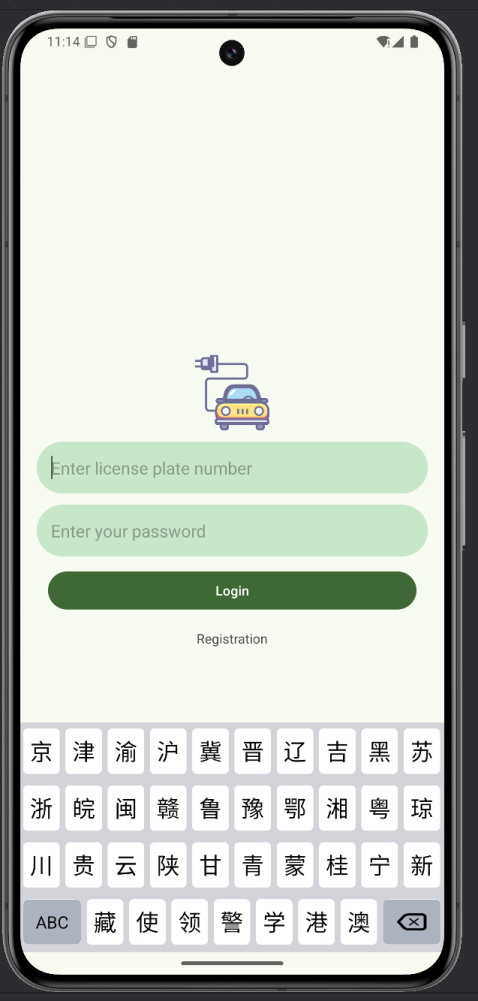 11:14
Enter license plate number
Enter your password
Login
Registration
京 津 渝 沪 冀 晋 辽 吉 黑 苏
浙 皖 闽 赣 鲁 豫 鄂 湘 粤 琼
川 贵 云 陕 甘 青 蒙 桂 宁 新
ABC 藏 使 领 警 学 港 澳